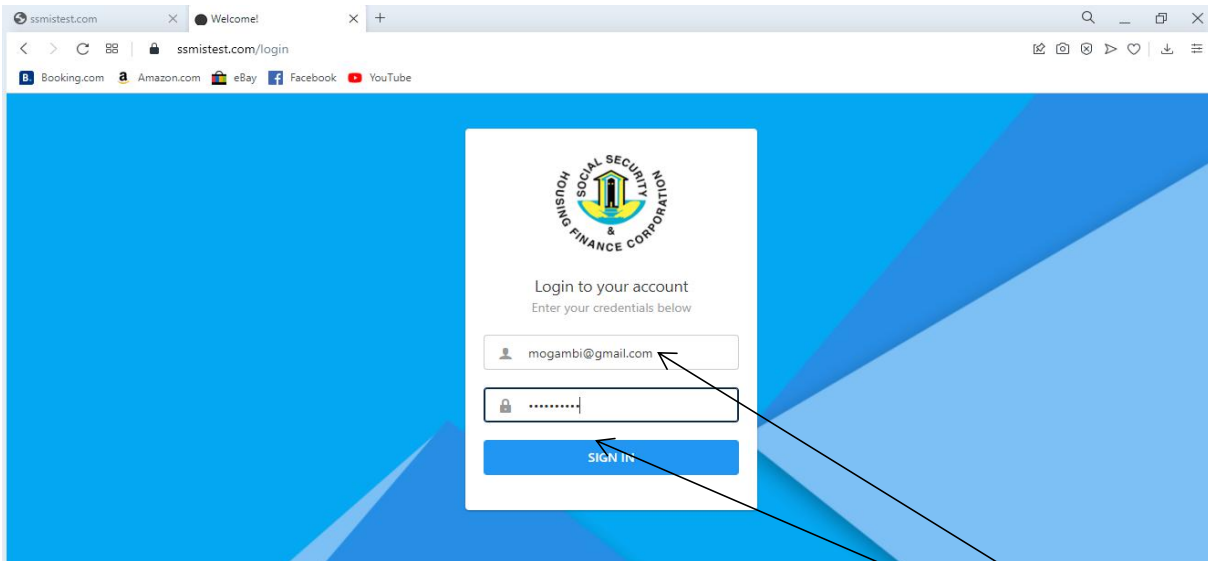 ssmistest.com
Welcome!
ssmistest.com/login
B. Booking.com a Amazon.com eBay f Facebook YouTube
SOCIAL SECURITY
&
HOUSING FINANCE CORPORATION
Login to your account
Enter your credentials below
mogambi@gmail.com
SIGN IN